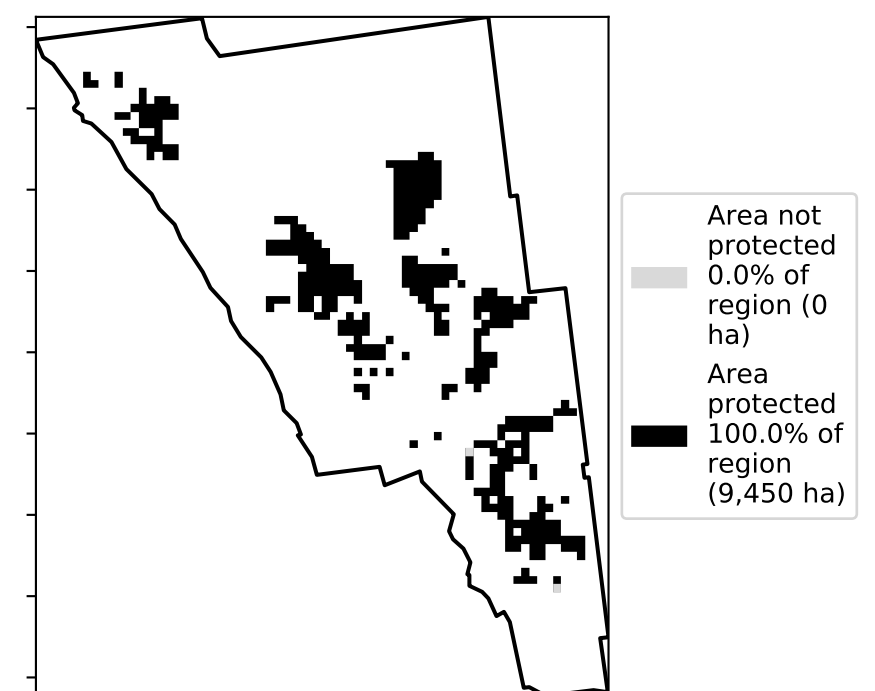 Area not
protected
0.0% of
region (0
ha)
Area
protected
100.0% of
region
(9,450 ha)